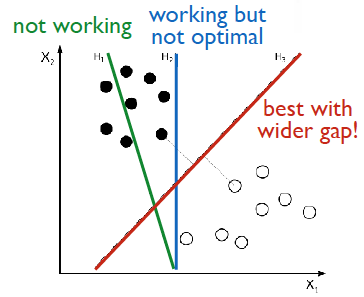 working but
not working
not optimal
X₂
H₁
H₂
H₃
best with
wider gap!
X₁